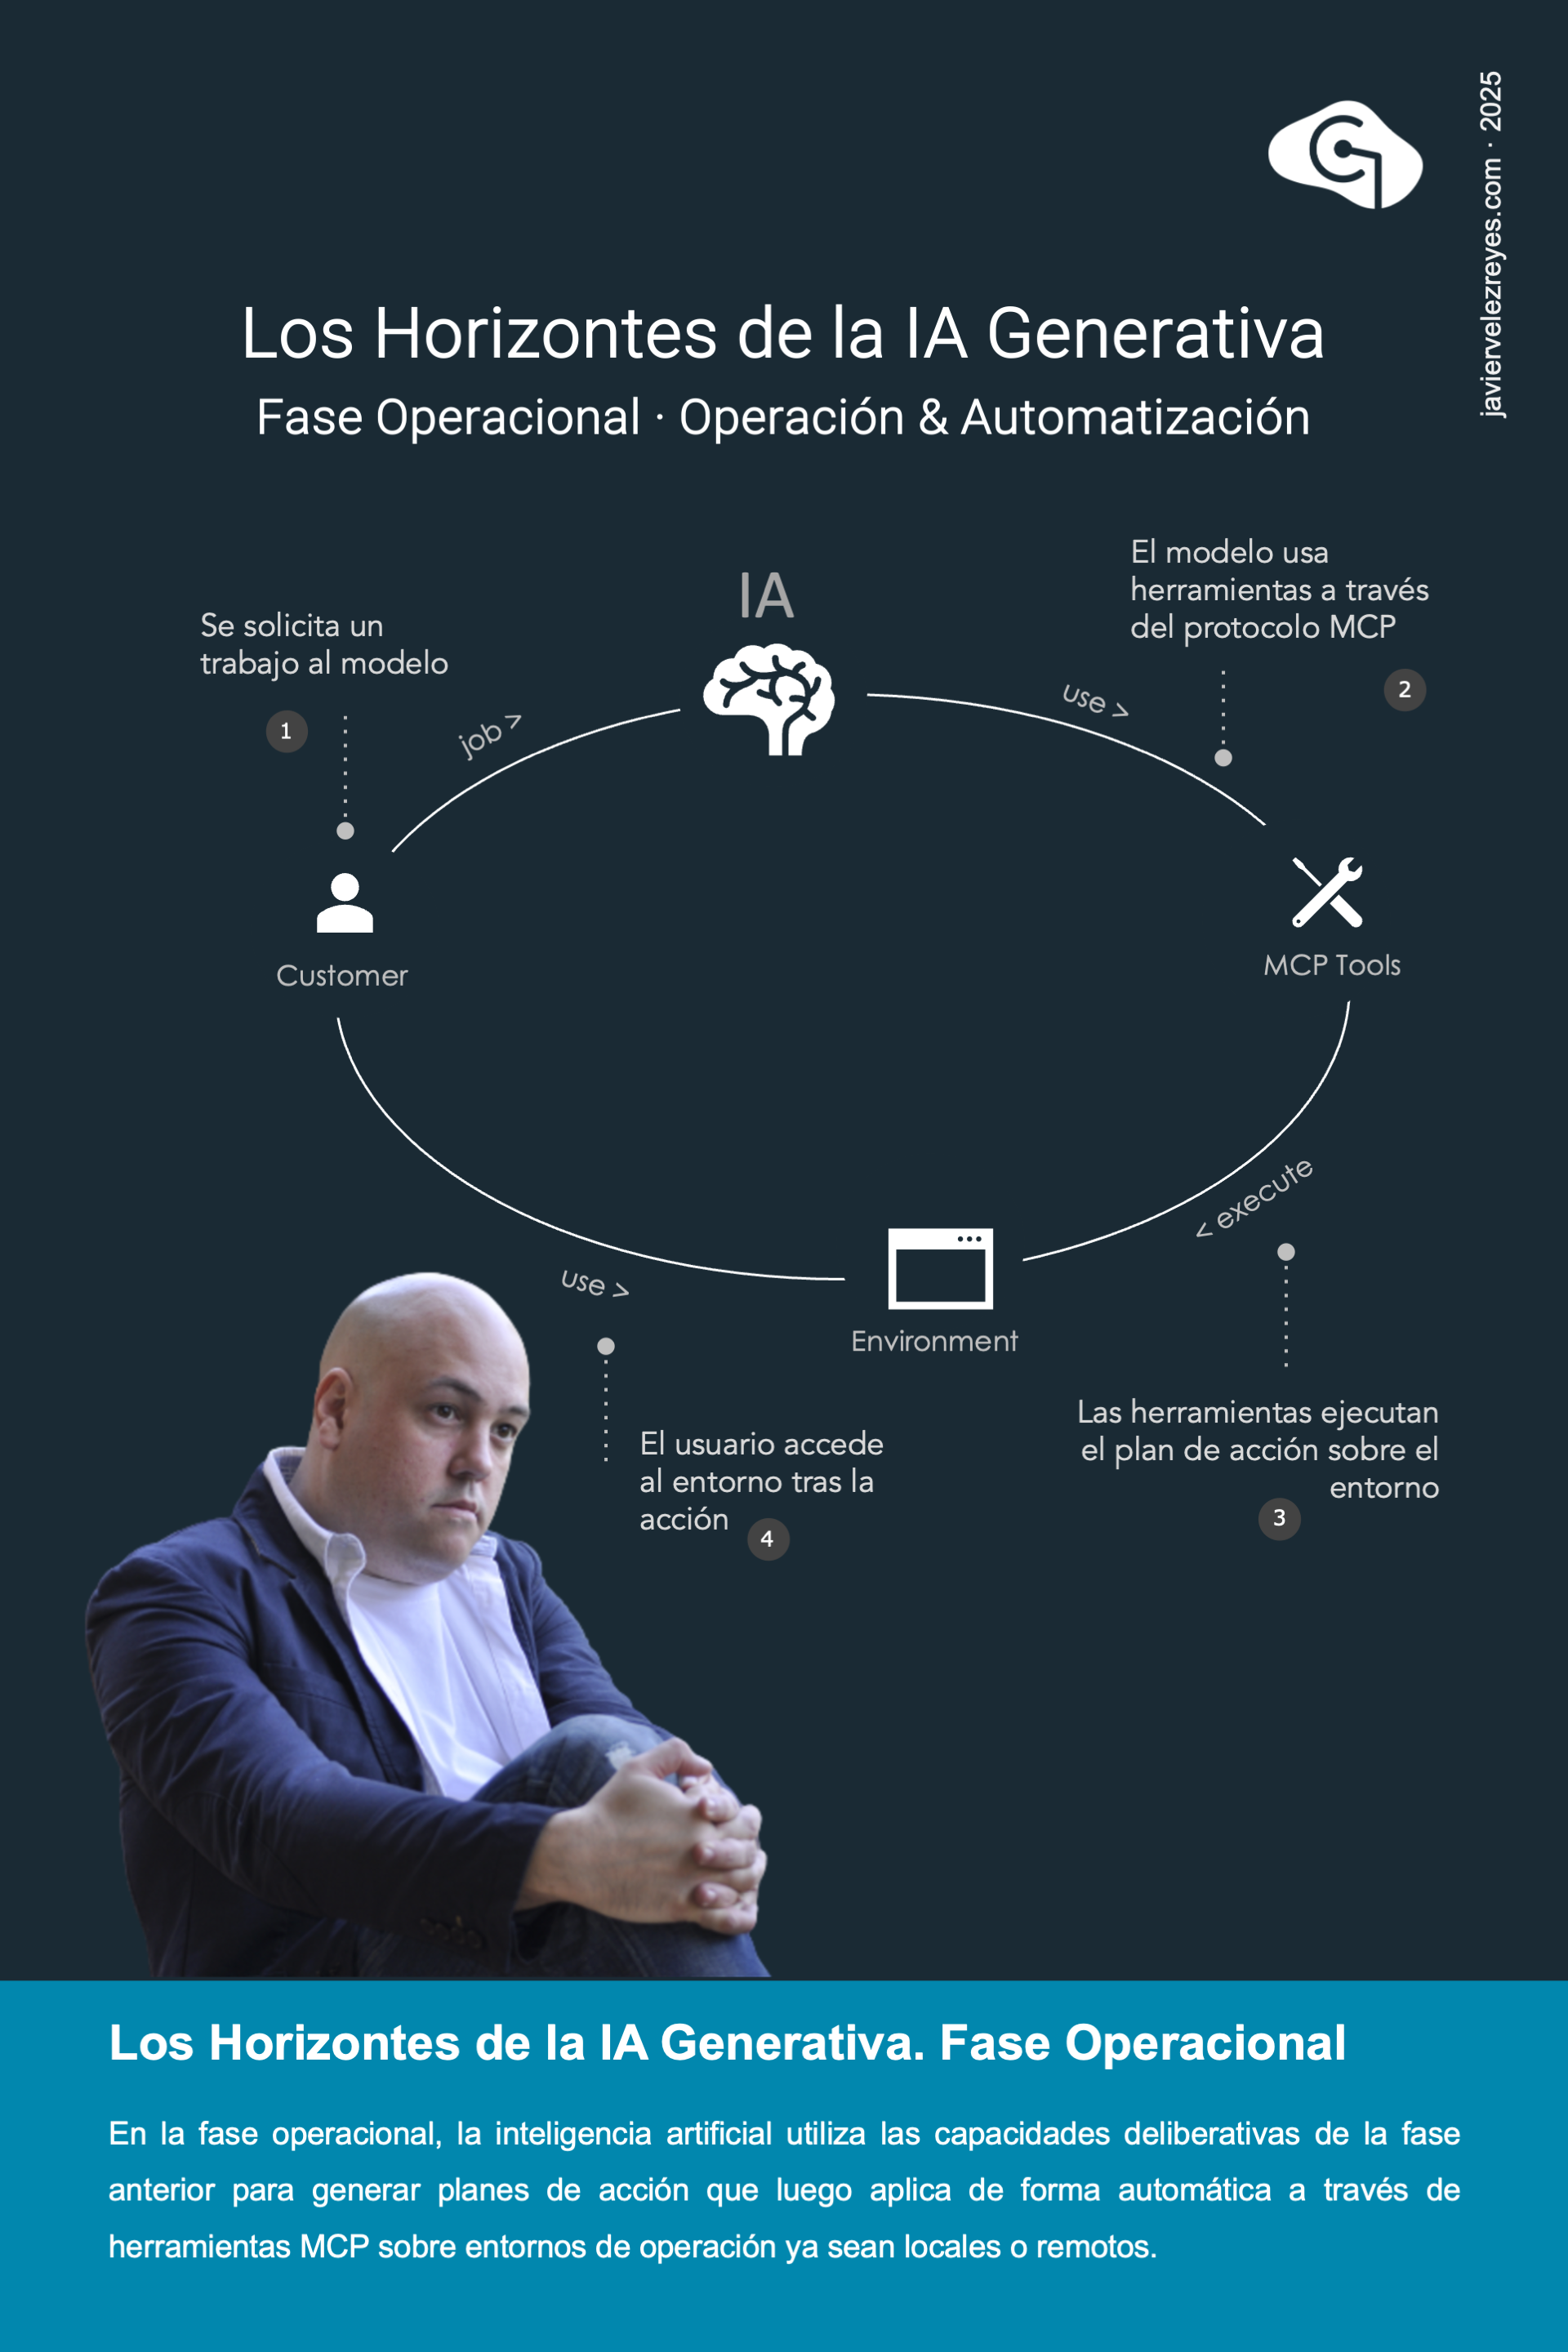 javiervelezreyes.com · 2025
Los Horizontes de la IA Generativa
Fase Operacional · Operación & Automatización
IA
Se solicita un
trabajo al modelo
1
job >
El modelo usa
herramientas a través
del protocolo MCP
2
use >
Customer
MCP Tools
< execute
use >
Environment
El usuario accede
al entorno tras la
acción
4
Las herramientas ejecutan
el plan de acción sobre el
entorno
3
Los Horizontes de la IA Generativa. Fase Operacional
En la fase operacional, la inteligencia artificial utiliza las capacidades deliberativas de la fase
anterior para generar planes de acción que luego aplica de forma automática a través de
herramientas MCP sobre entornos de operación ya sean locales o remotos.